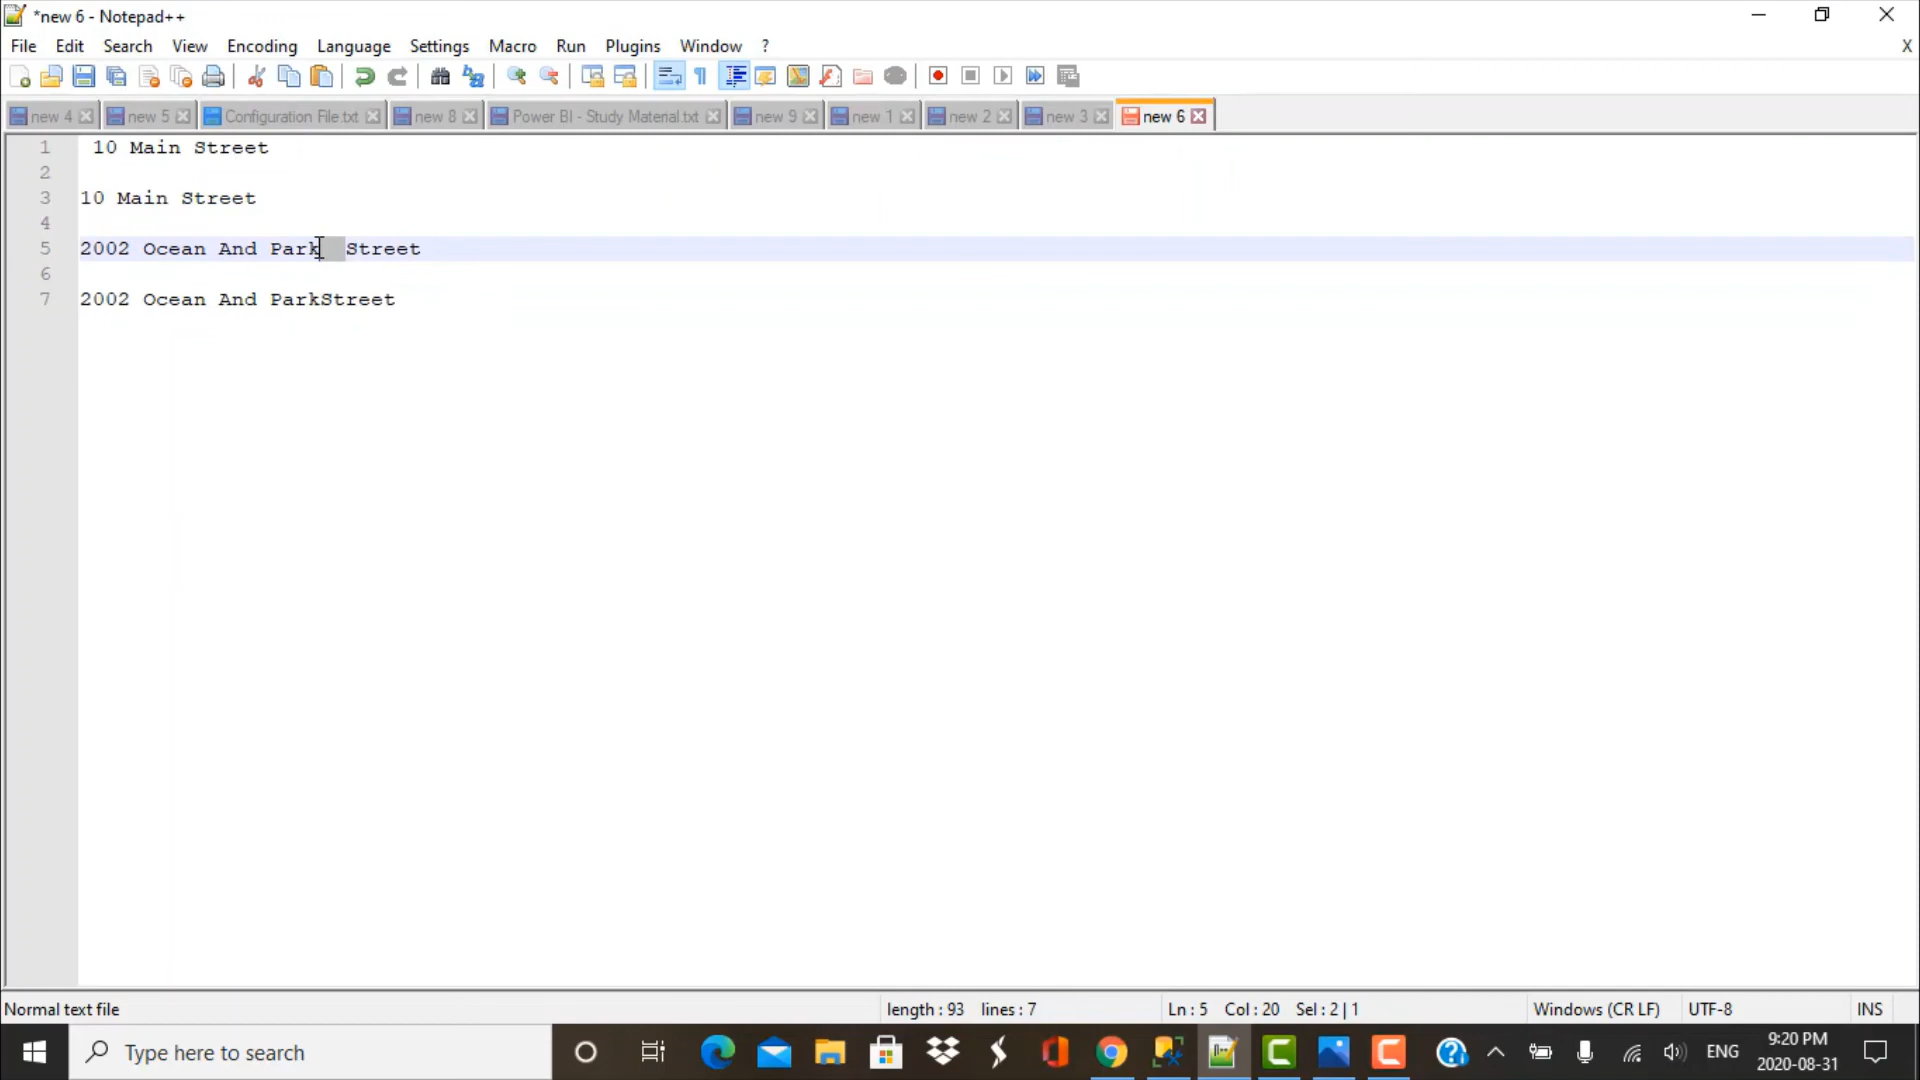 *new 6 - Notepad++
File Edit Search View Encoding Language Settings Macro Run Plugins Window ? X
new 4 new 5 Configuration File.txt new 8 Power BI - Study Material.txt new 9 new 1 new 2 new 3 new 6
1  10 Main Street
2
3 10 Main Street
4
5 2002 Ocean And Park  Street
6
7 2002 Ocean And ParkStreet
Normal text file length : 93 lines : 7 Ln : 5 Col : 20 Sel : 2 | 1 Windows (CR LF) UTF-8 INS
Type here to search ENG 9:20 PM
2020-08-31